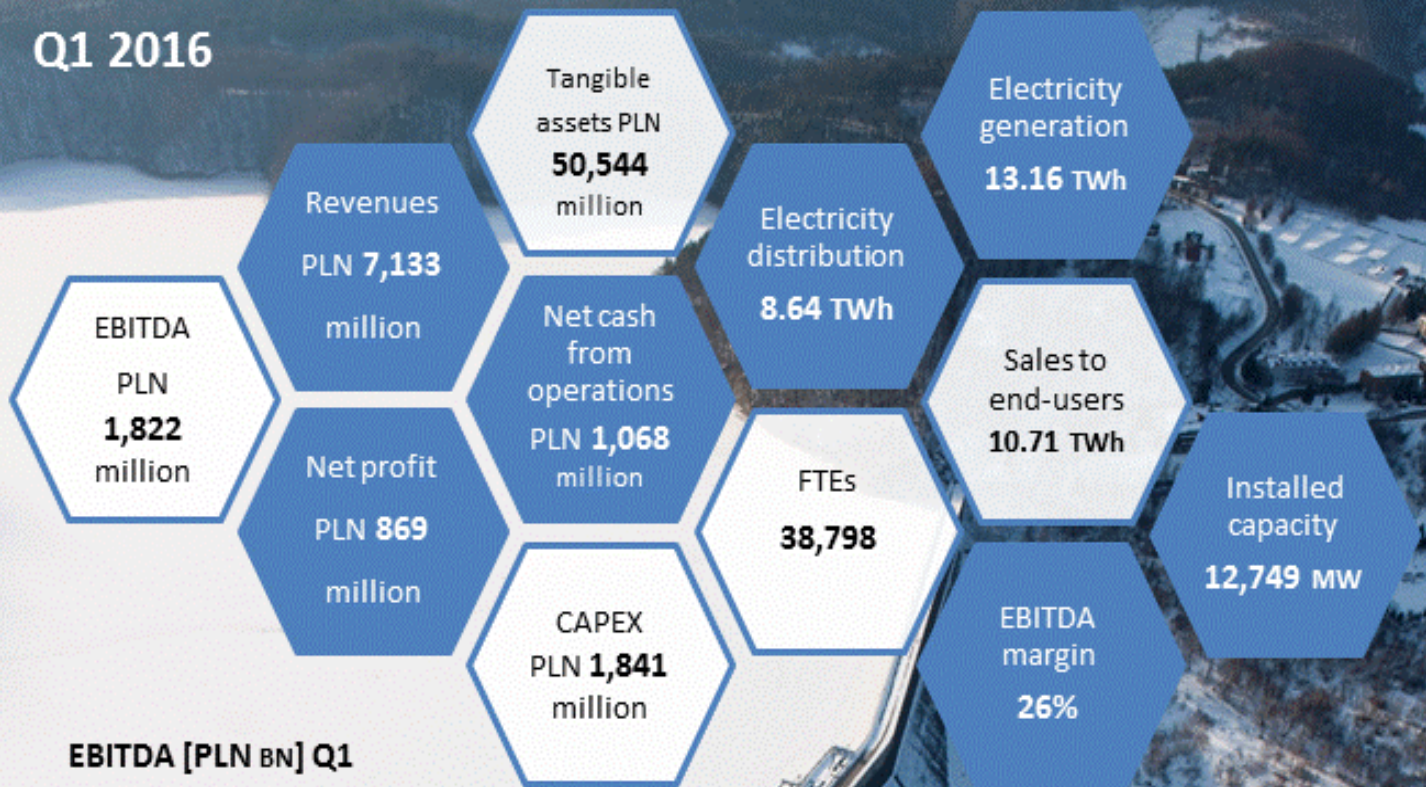 Q1 2016
Tangible
assets PLN
50,544
million
Electricity
generation
13.16 TWh
Revenues
PLN 7,133
million
Electricity
distribution
8.64 TWh
EBITDA
PLN
1,822
million
Net cash
from
operations
PLN 1,068
million
Sales to
end-users
10.71 TWh
Net profit
PLN 869
million
FTEs
38,798
Installed
capacity
12,749 MW
CAPEX
PLN 1,841
million
EBITDA
margin
26%
EBITDA [PLN BN] Q1